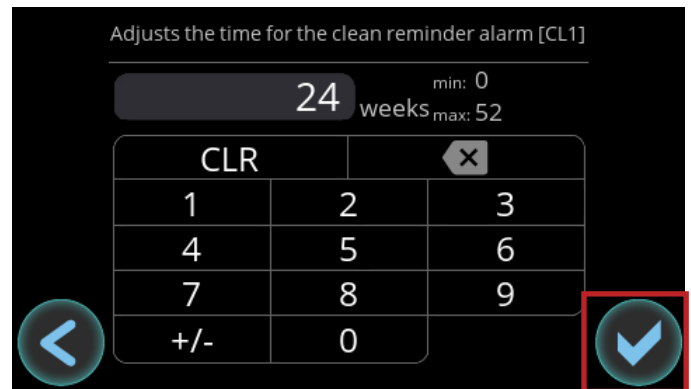 Adjusts the time for the clean reminder alarm [CL1]
24 weeks min: 0
max: 52
CLR
1 2 3
4 5 6
7 8 9
+/- 0